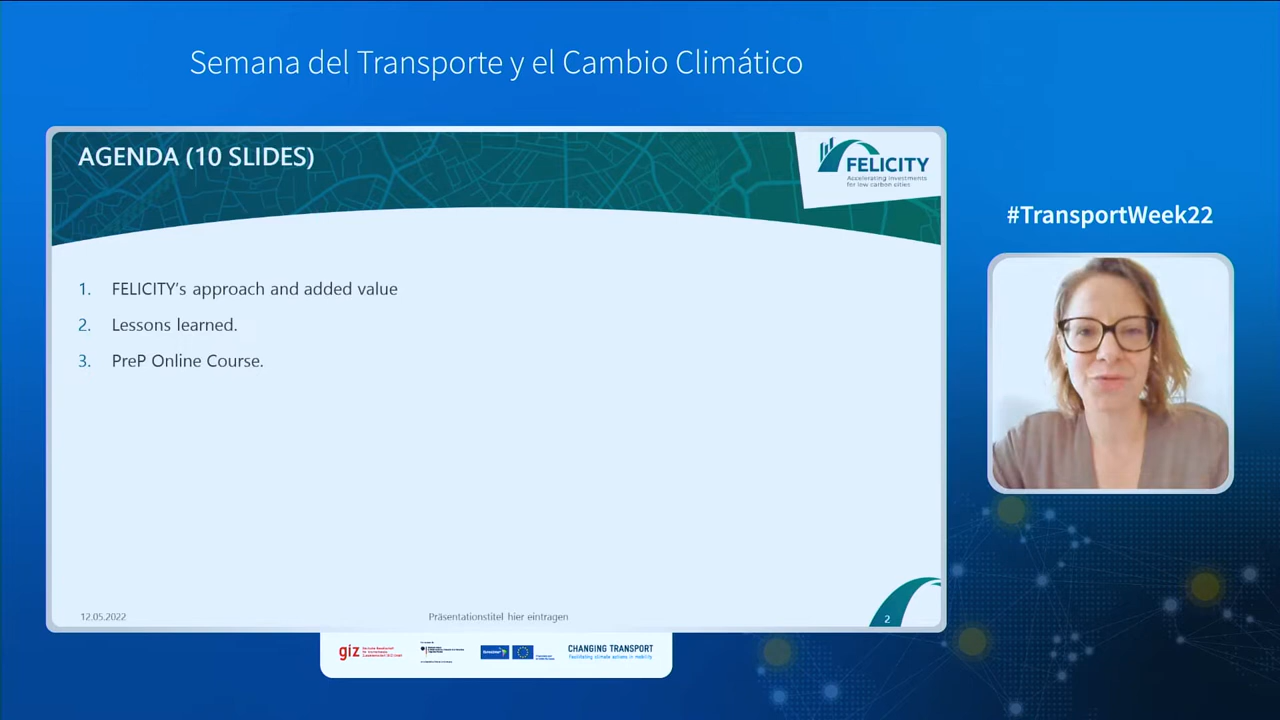 Semana del Transporte y el Cambio Climático
AGENDA (10 SLIDES)
FELICITY
Accelerating investments
for low carbon cities
#TransportWeek22
1. FELICITY's approach and added value
2. Lessons learned.
3. PreP Online Course.
12.05.2022
Präsentationstitel hier eintragen
2
giz
CHANGING TRANSPORT
Facilitating climate actions in mobility